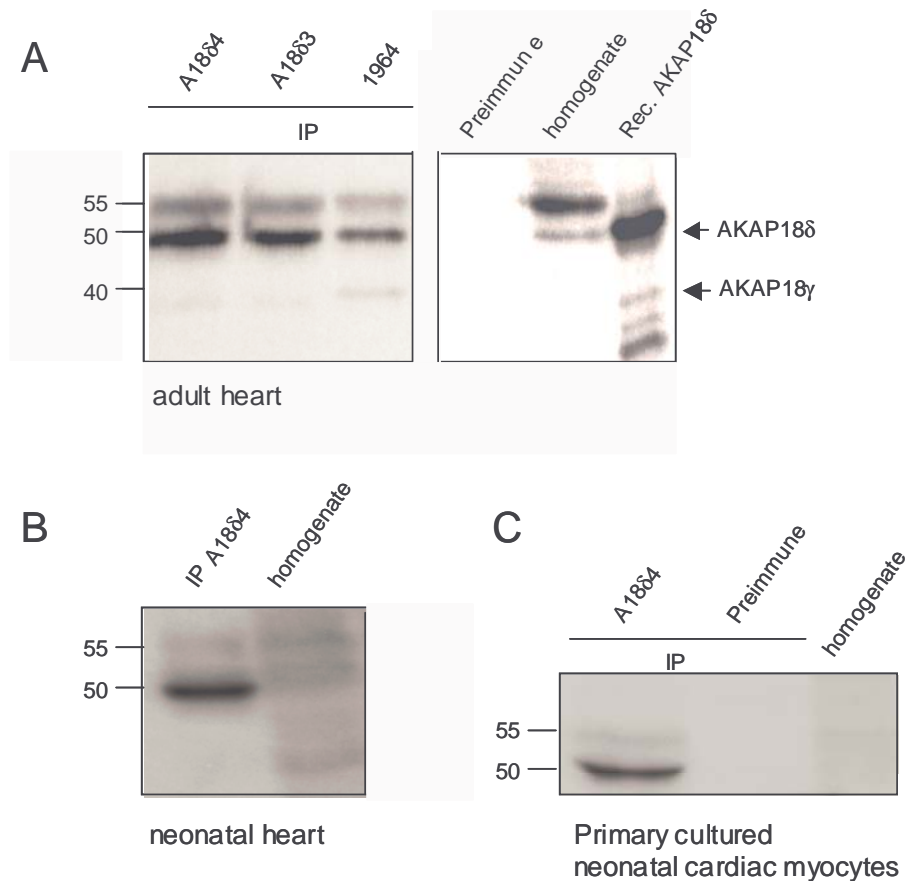 A
A18δ4
A18δ3
1964
Preimmun e
homogenate
Rec. AKAP18δ
IP
55
50
40
AKAP18δ
AKAP18γ
adult heart
B
IP A18δ4
homogenate
55
50
neonatal heart
C
A18δ4
Preimmune
homogenate
IP
55
50
Primary cultured
neonatal cardiac myocytes